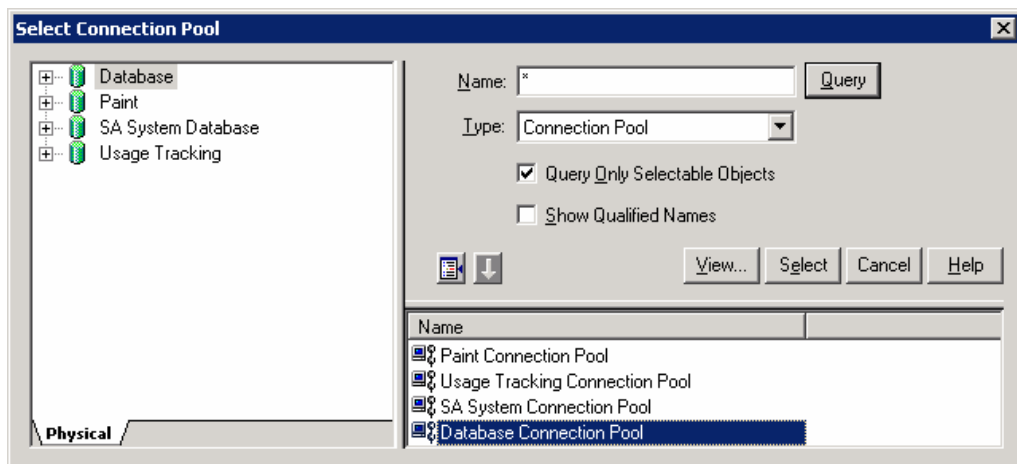 Select Connection Pool
Database
Paint
SA System Database
Usage Tracking
Physical
Name: * Query
Type: Connection Pool
Query Only Selectable Objects
Show Qualified Names
View... Select Cancel Help
Name
Paint Connection Pool
Usage Tracking Connection Pool
SA System Connection Pool
Database Connection Pool